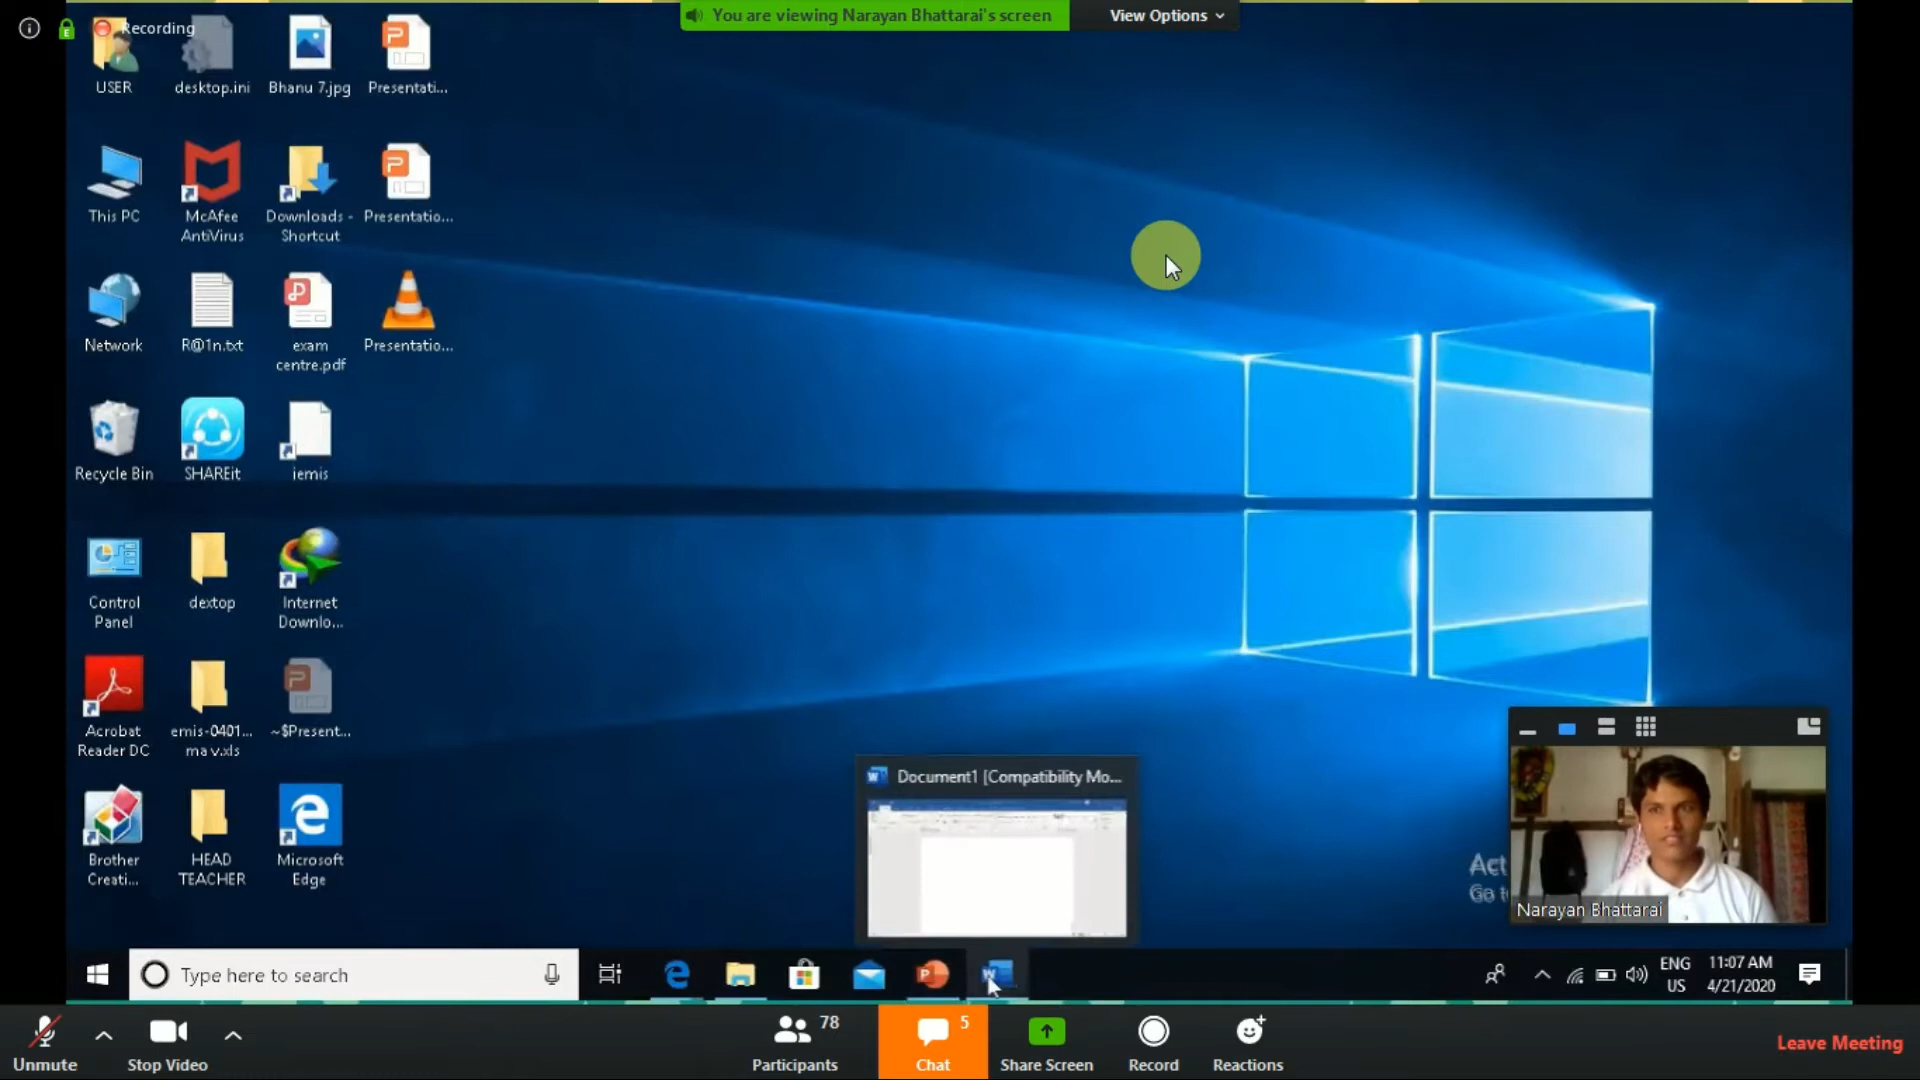 Recording
You are viewing Narayan Bhattarai's screen
View Options
USER
desktop.ini
Bhanu 7.jpg
Presentati...
This PC
McAfee
AntiVirus
Downloads -
Shortcut
Presentatio...
Network
R@1n.txt
exam
centre.pdf
Presentatio...
Recycle Bin
SHAREit
iemis
Control
Panel
dextop
Internet
Downlo...
Acrobat
Reader DC
emis-0401...
ma v.xls
~$Present...
Brother
Creati...
HEAD
TEACHER
Microsoft
Edge
Document1 [Compatibility Mo...
Act
Go t
Narayan Bhattarai
Type here to search
ENG
US
11:07 AM
4/21/2020
Unmute
Stop Video
Participants
78
Chat
5
Share Screen
Record
Reactions
Leave Meeting